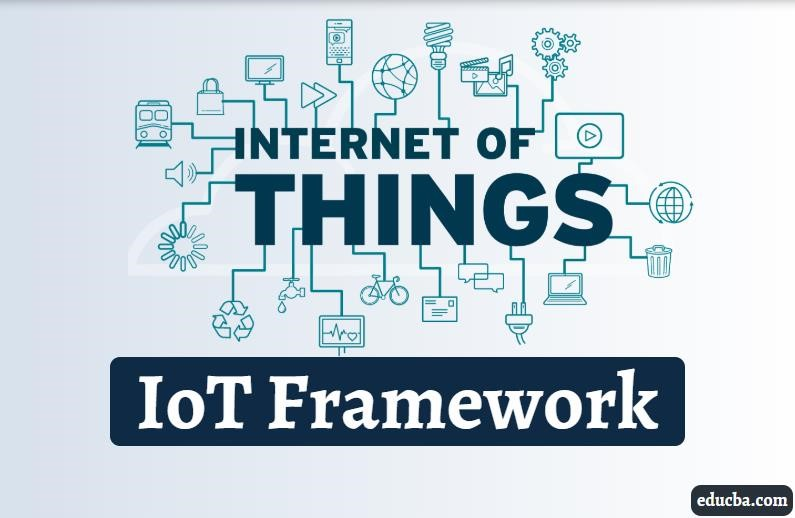 INTERNET OF
THINGS
IoT Framework
educba.com